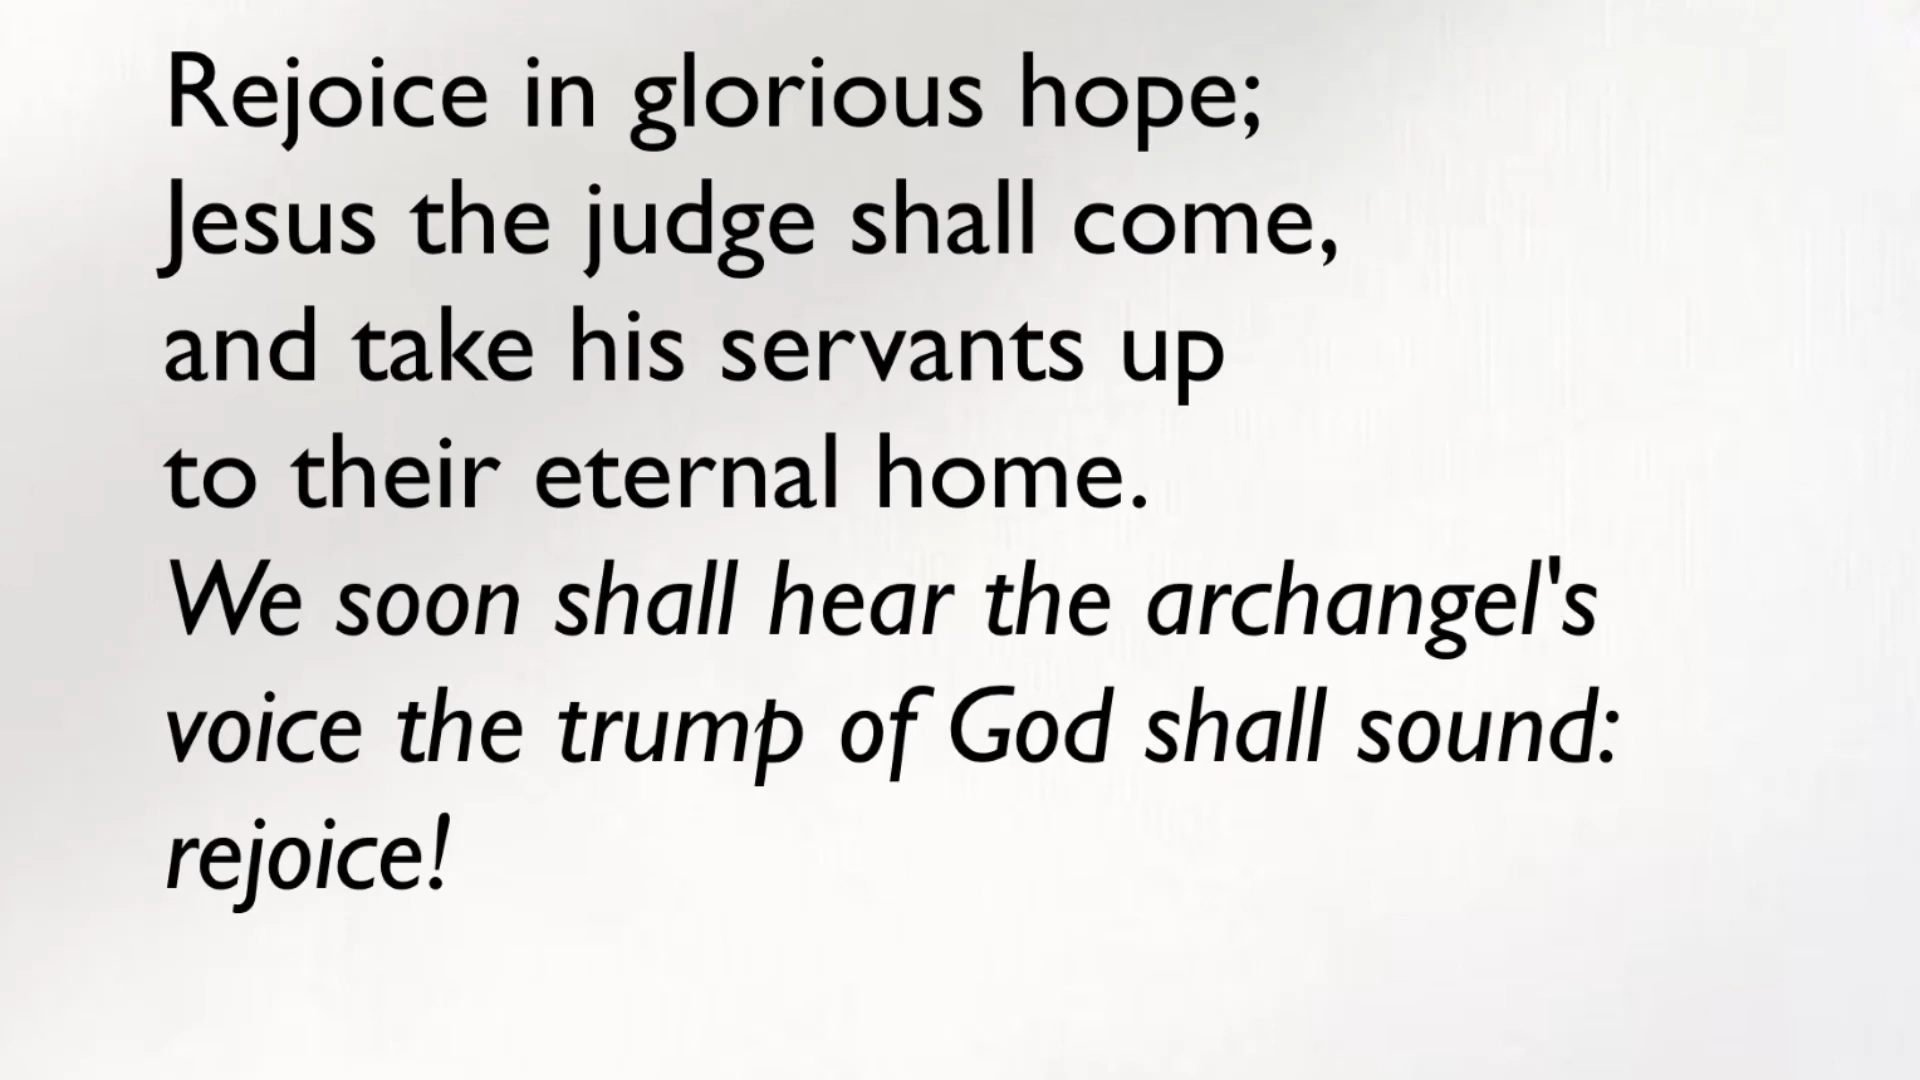 Rejoice in glorious hope;
Jesus the judge shall come,
and take his servants up
to their eternal home.
We soon shall hear the archangel's
voice the trump of God shall sound:
rejoice!